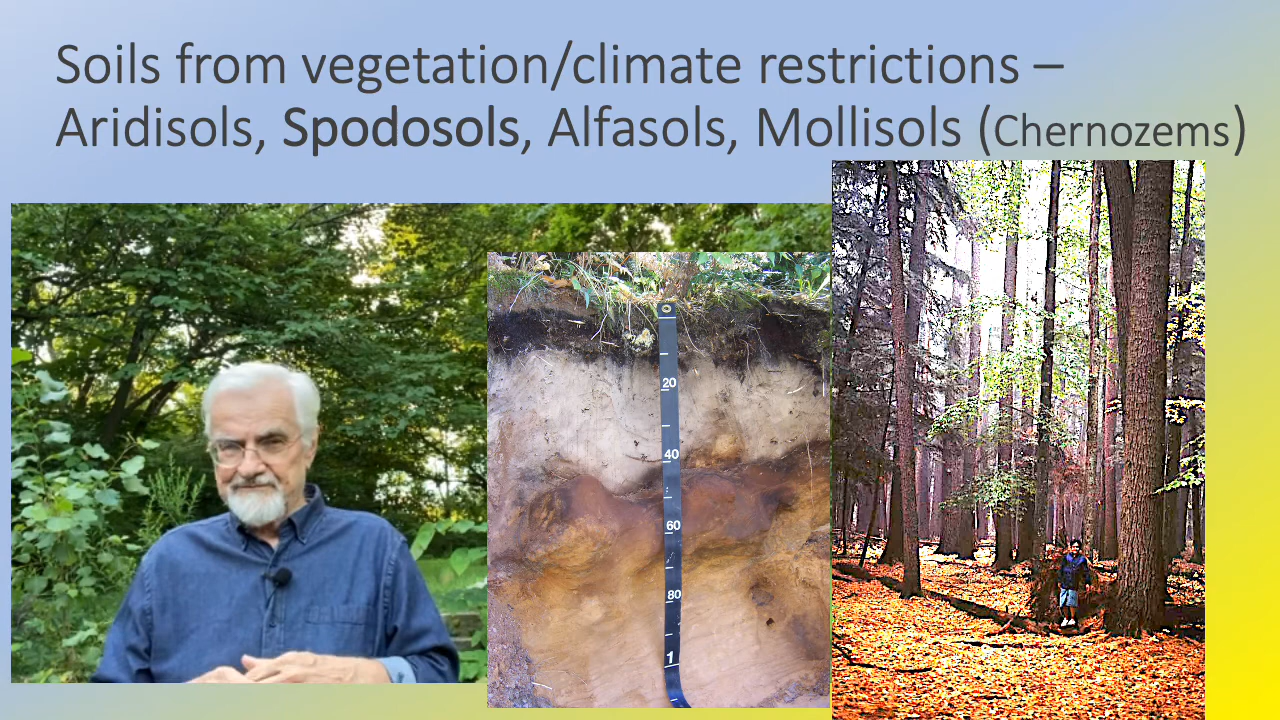 Soils from vegetation/climate restrictions –
Aridisols, Spodosols, Alfasols, Mollisols (Chernozems)
20
40
60
80
1